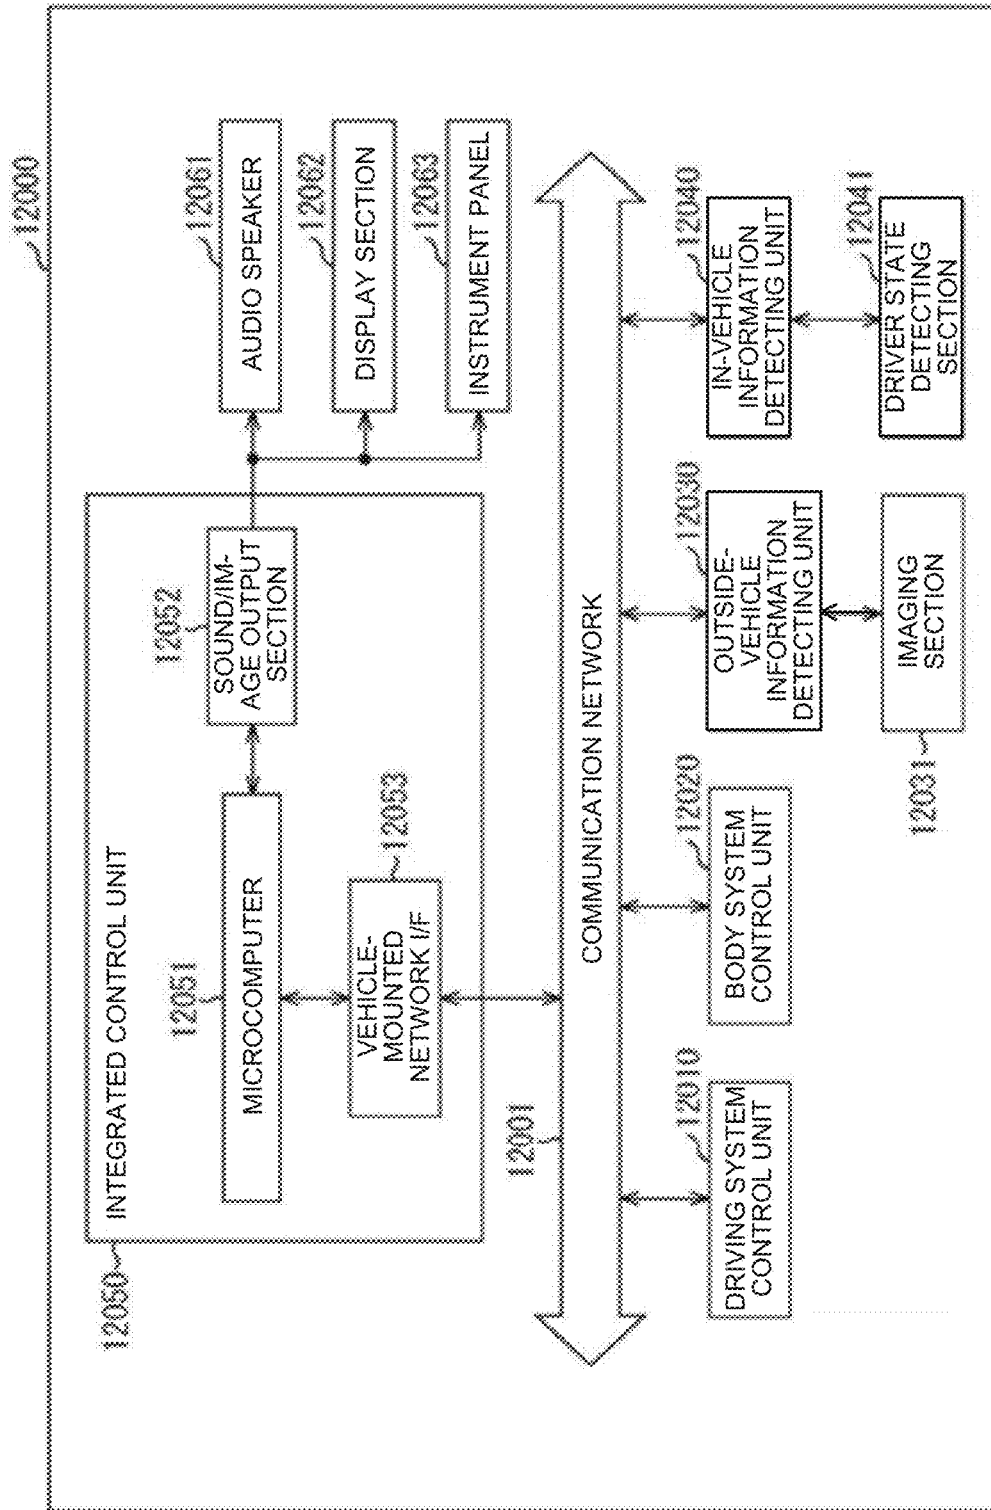 12000
12050
INTEGRATED CONTROL UNIT
12051
MICROCOMPUTER
12052
SOUND/IM-
AGE OUTPUT
SECTION
12053
VEHICLE-
MOUNTED
NETWORK I/F
12061
AUDIO SPEAKER
12062
DISPLAY SECTION
12063
INSTRUMENT PANEL
12001
COMMUNICATION NETWORK
12010
DRIVING SYSTEM
CONTROL UNIT
12020
BODY SYSTEM
CONTROL UNIT
12030
OUTSIDE-
VEHICLE
INFORMATION
DETECTING UNIT
12031
IMAGING
SECTION
12040
IN-VEHICLE
INFORMATION
DETECTING UNIT
12041
DRIVER STATE
DETECTING
SECTION